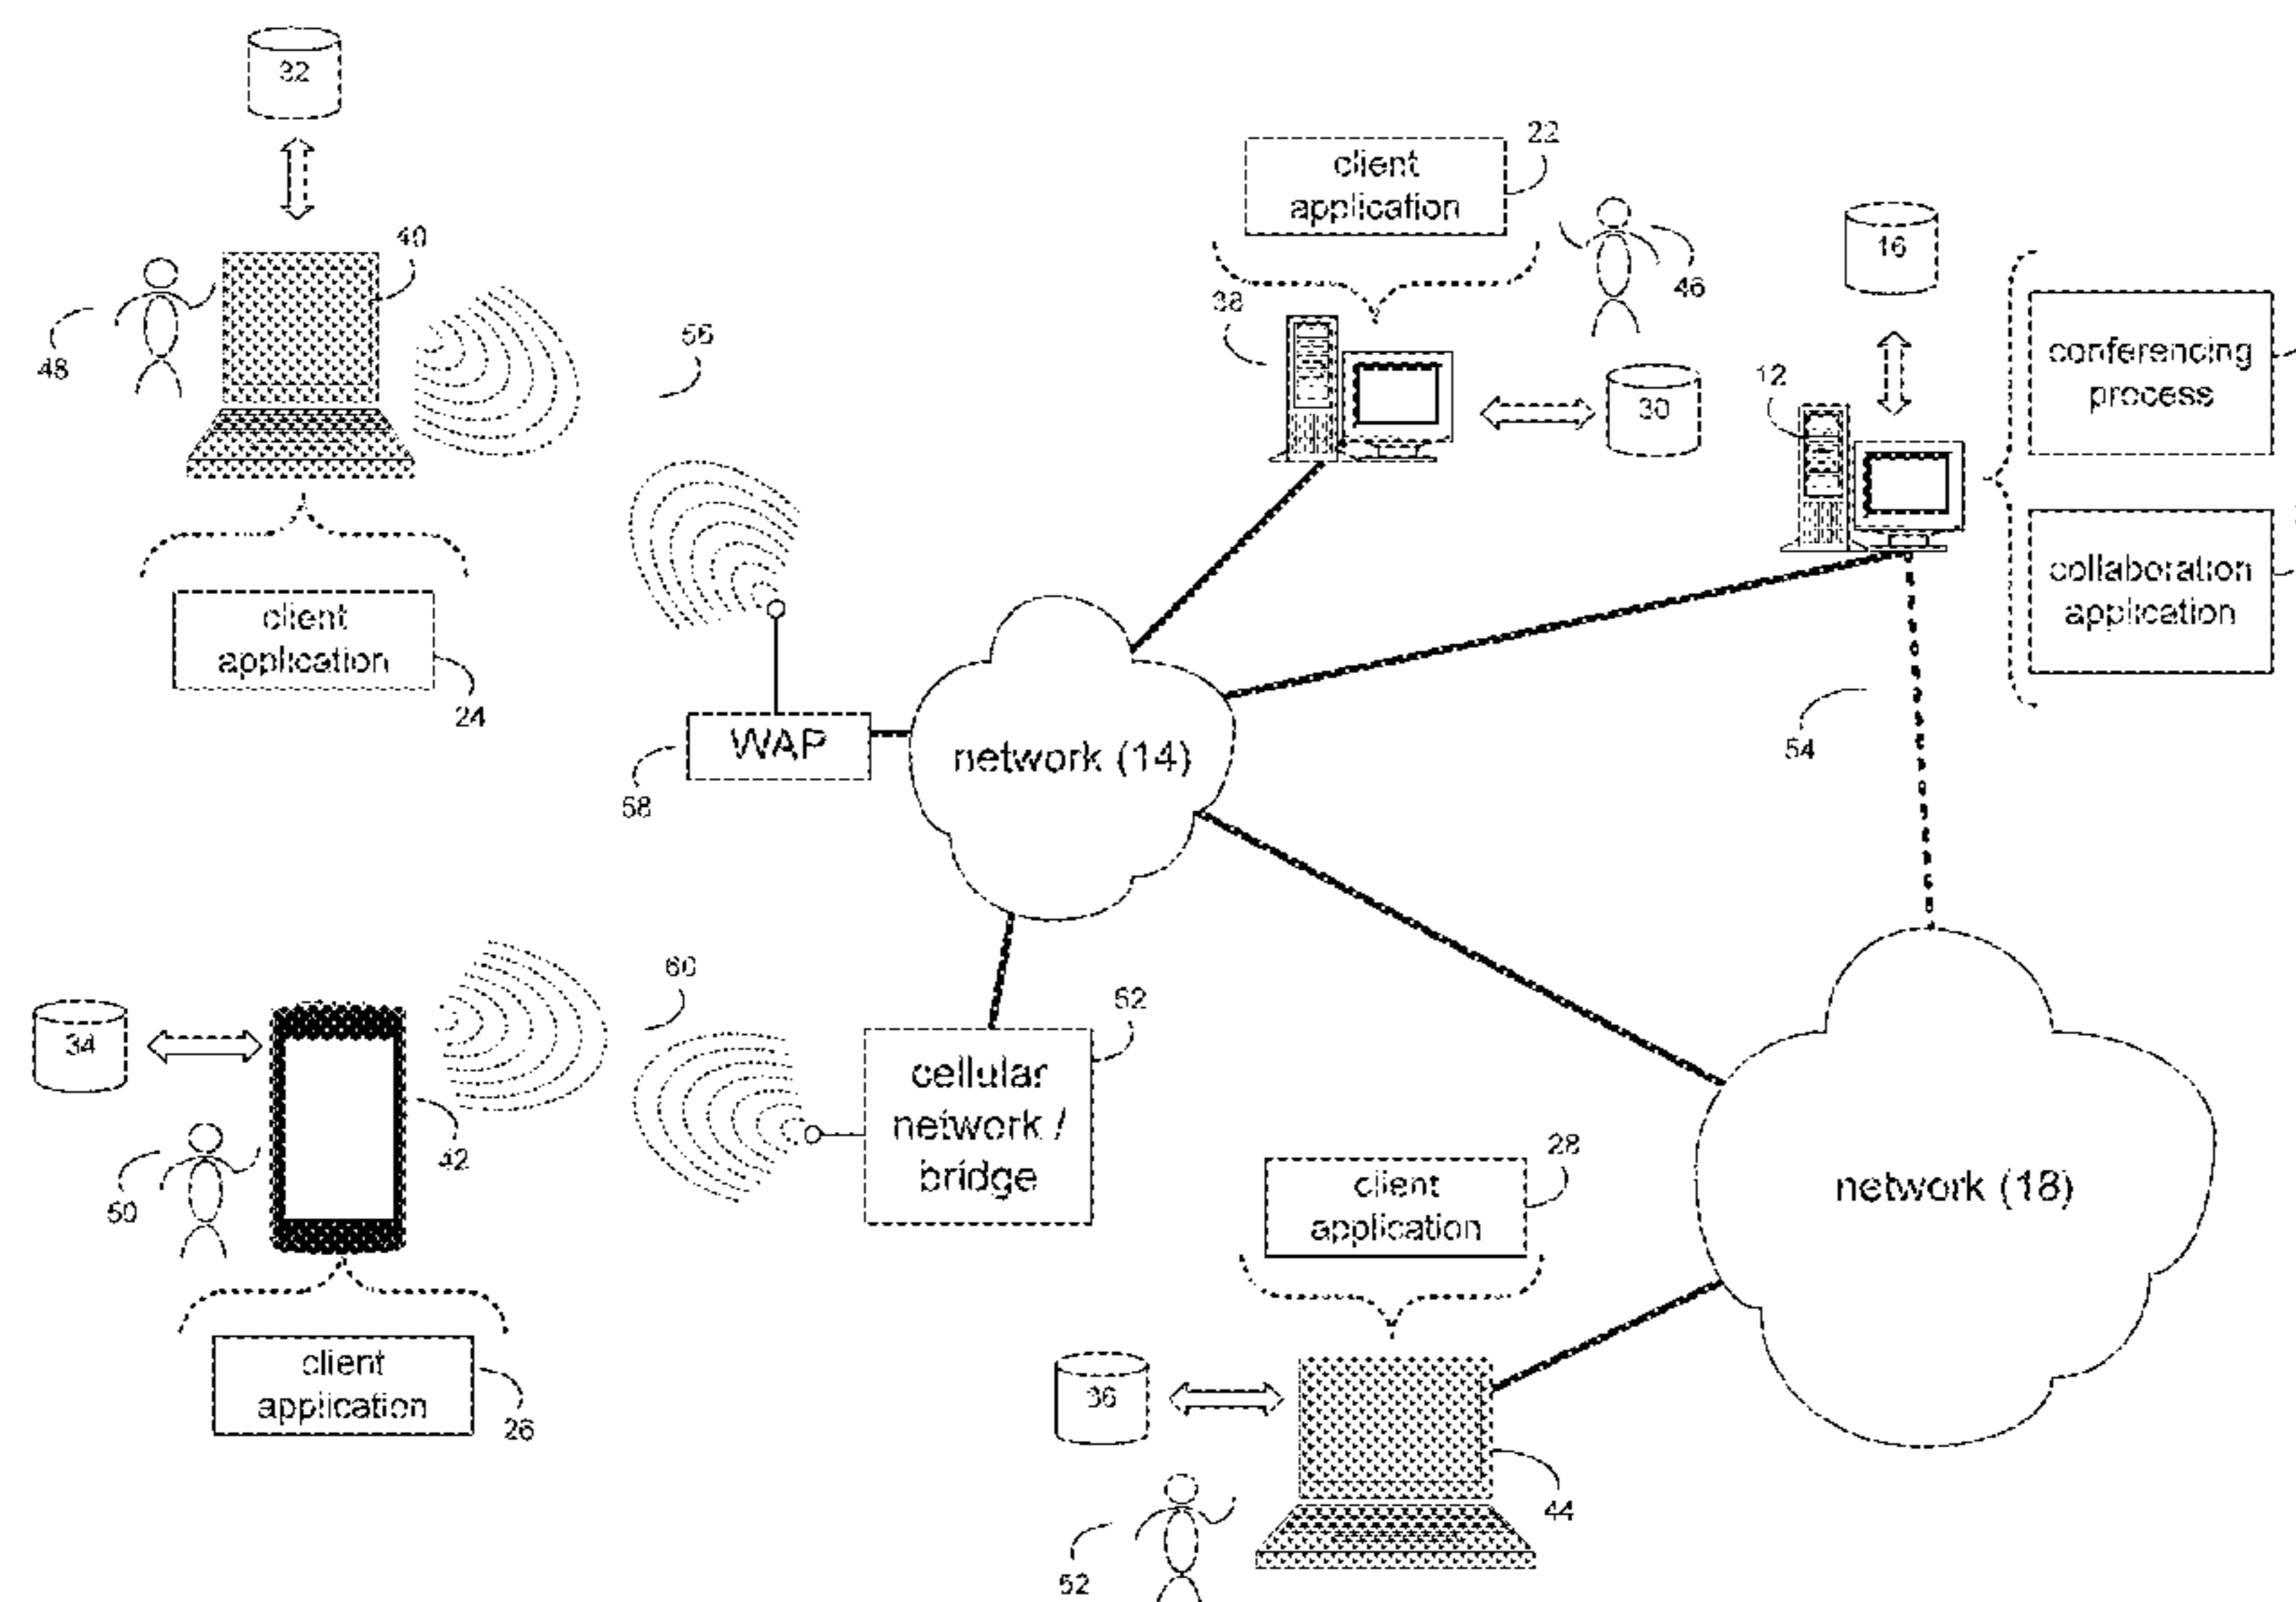 32
22
client
application
40
16
38
46
48
56
conferencing
process
12
30
client
application
24
collaboration
application
WAP
58
network (14)
54
60
34
52
cellular
network /
bridge
42
50
28
client
application
network (18)
client
application
26
36
44
52